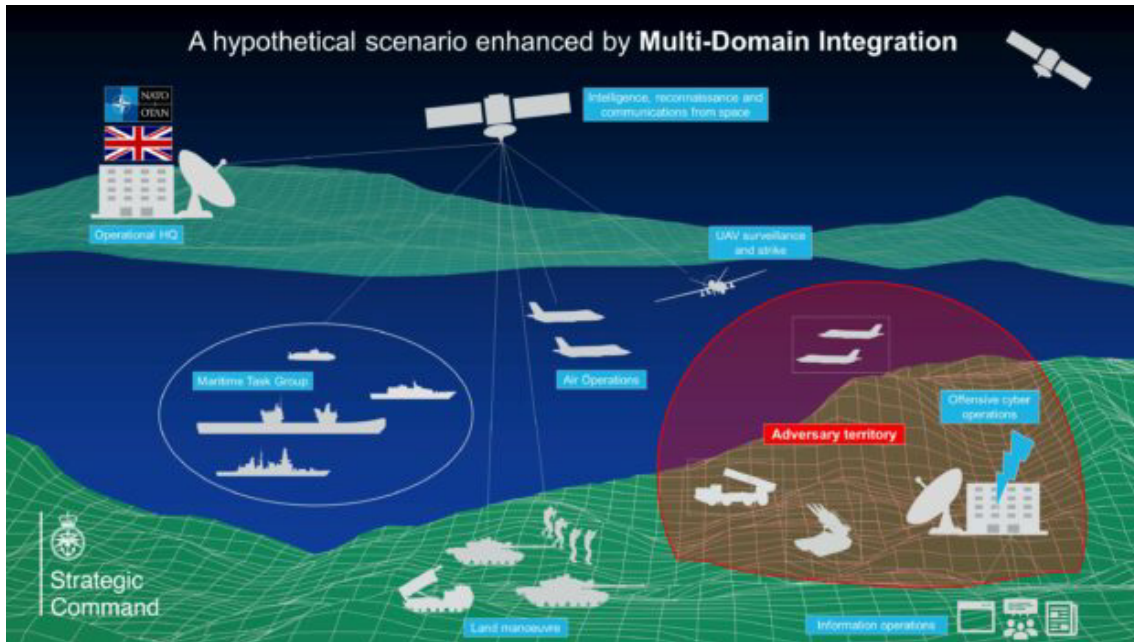 A hypothetical scenario enhanced by Multi-Domain Integration
NATO
OTAN
Intelligence, reconnaissance and
communications from space
Operational HQ
UAV surveillance
and strike
Maritime Task Group
Air Operations
Offensive cyber
operations
Adversary territory
Strategic
Command
Land manoeuvre
Information operations